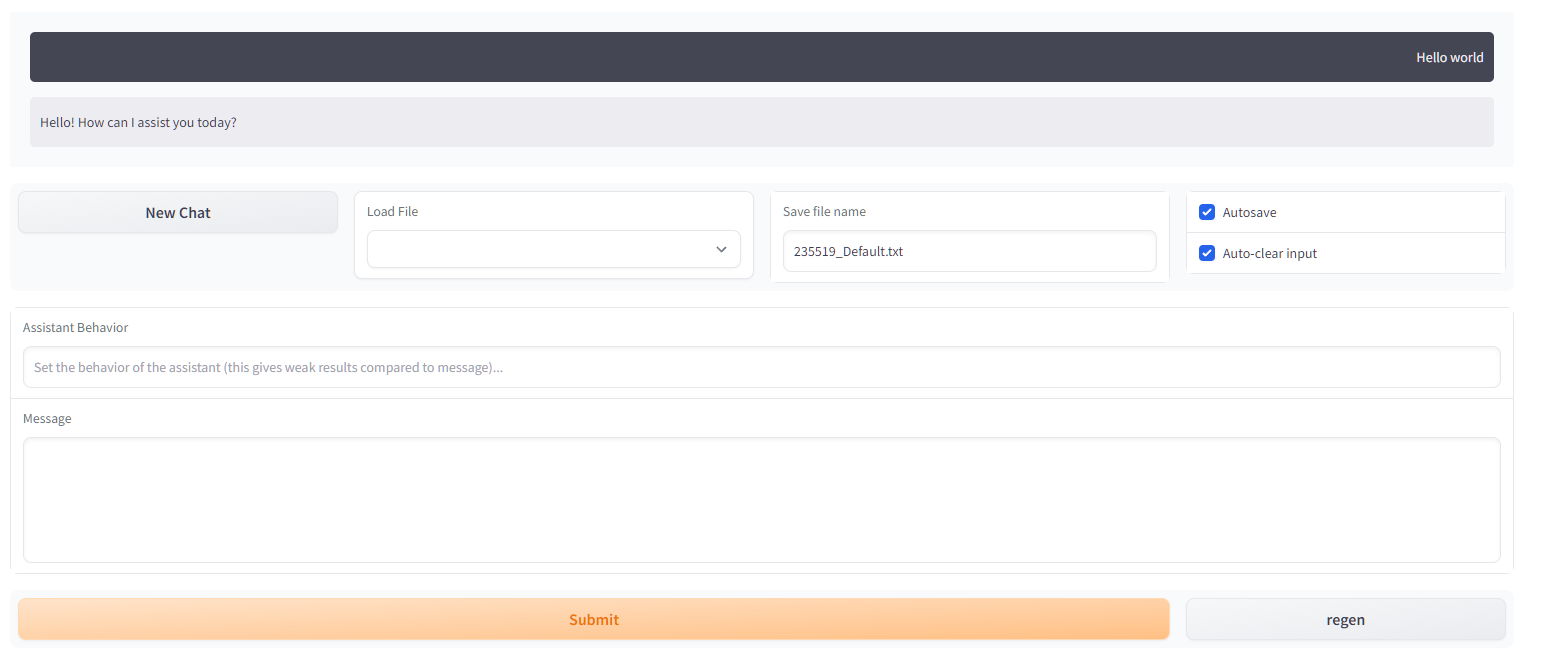 Hello world
Hello! How can I assist you today?
New Chat
Load File
Save file name
235519_Default.txt
Autosave
Auto-clear input
Assistant Behavior
Set the behavior of the assistant (this gives weak results compared to message)...
Message
Submit
regen